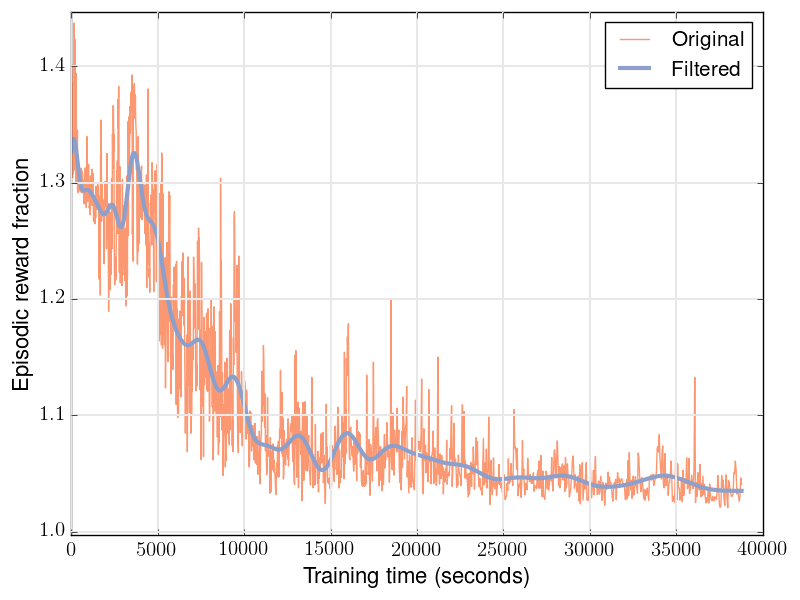 Original
Filtered
Episodic reward fraction
1.4
1.3
1.2
1.1
1.0
0 5000 10000 15000 20000 25000 30000 35000 40000
Training time (seconds)